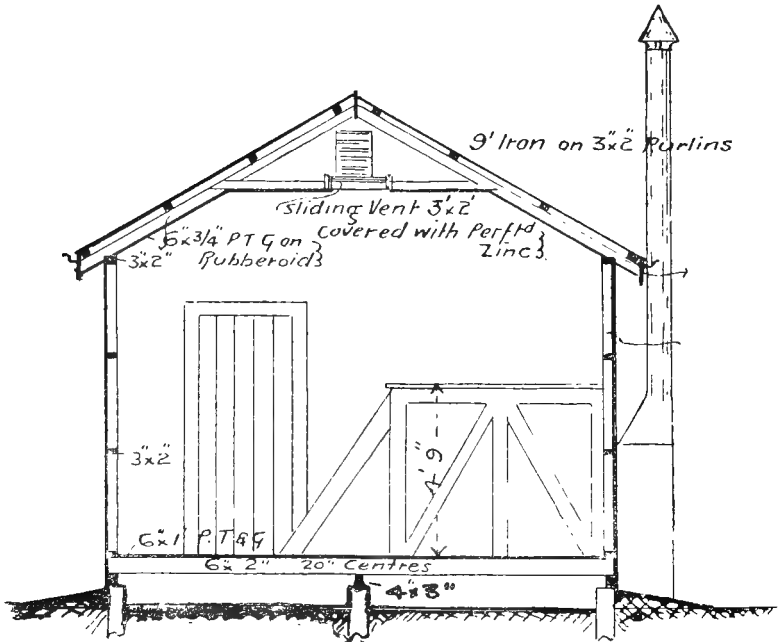 9' Iron on 3"x2" Purlins
Sliding Vent 3'x2'
Covered with Perftd
Zinc
6"x3/4" P T G on
Rubberoid
3"x2"
3"x2"
4' 9"
6"x1" P. T & G
6"x2" 20" Centres
4"x3"